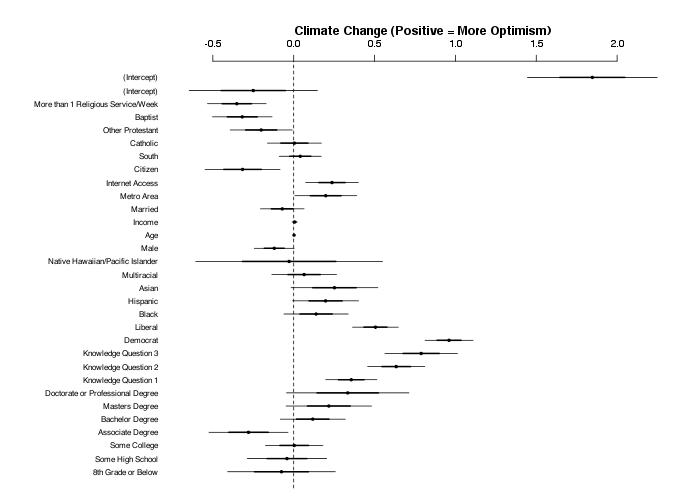 Climate Change (Positive = More Optimism)
-0.5 0.0 0.5 1.0 1.5 2.0
(Intercept)
(Intercept)
More than 1 Religious Service/Week
Baptist
Other Protestant
Catholic
South
Citizen
Internet Access
Metro Area
Married
Income
Age
Male
Native Hawaiian/Pacific Islander
Multiracial
Asian
Hispanic
Black
Liberal
Democrat
Knowledge Question 3
Knowledge Question 2
Knowledge Question 1
Doctorate or Professional Degree
Masters Degree
Bachelor Degree
Associate Degree
Some College
Some High School
8th Grade or Below